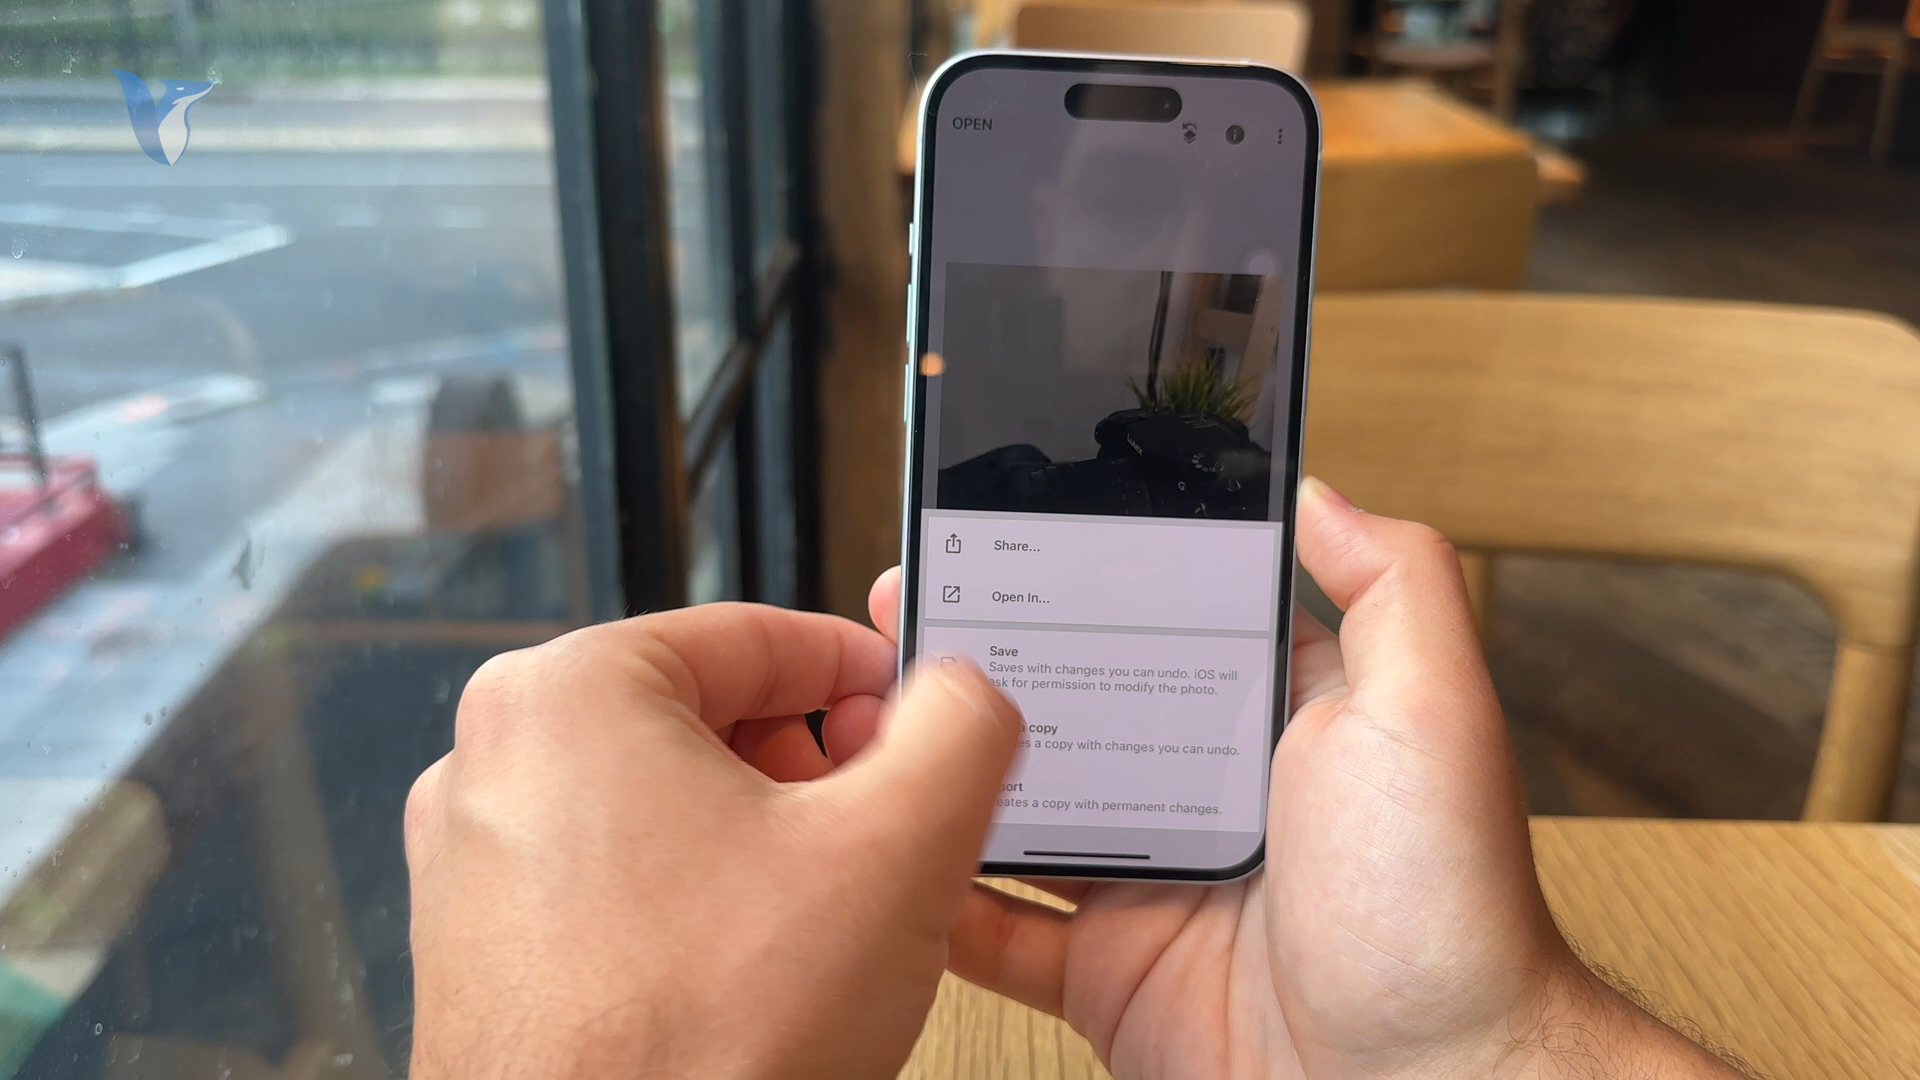 OPEN
Share...
Open In...
Save
Saves with changes you can undo. iOS will
ask for permission to modify the photo.
copy
a copy with changes you can undo.
a copy with permanent changes.
LUMIX
G